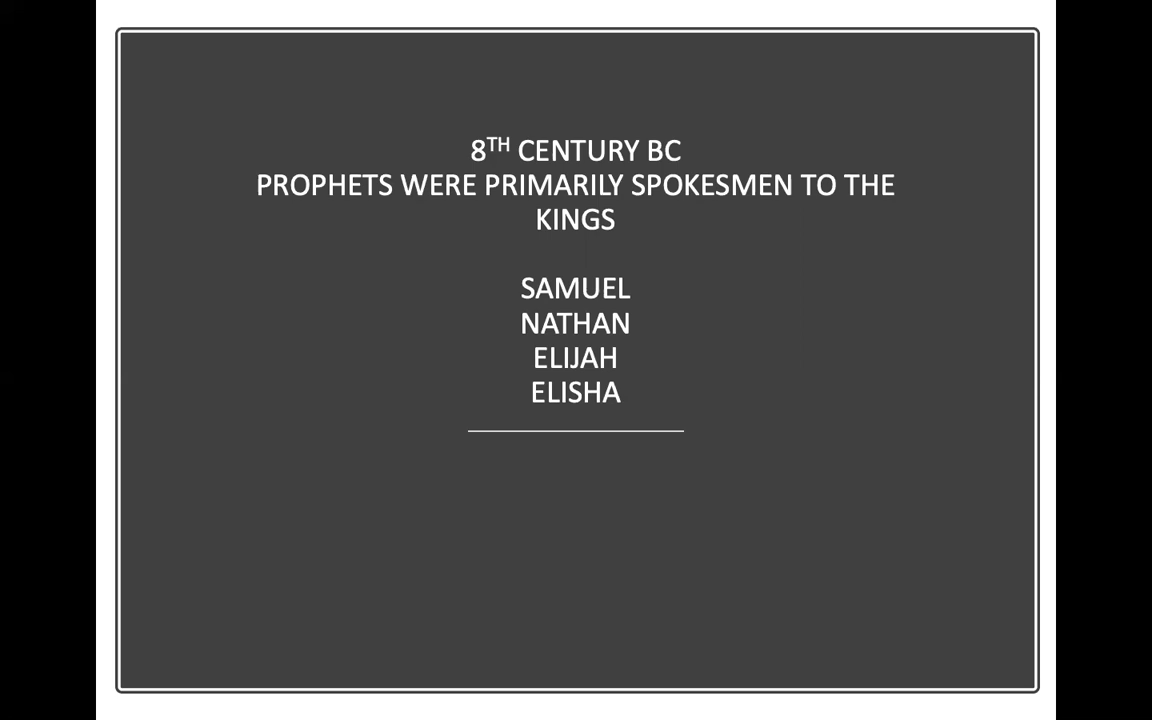 8TH CENTURY BC
PROPHETS WERE PRIMARILY SPOKESMEN TO THE
KINGS
SAMUEL
NATHAN
ELIJAH
ELISHA